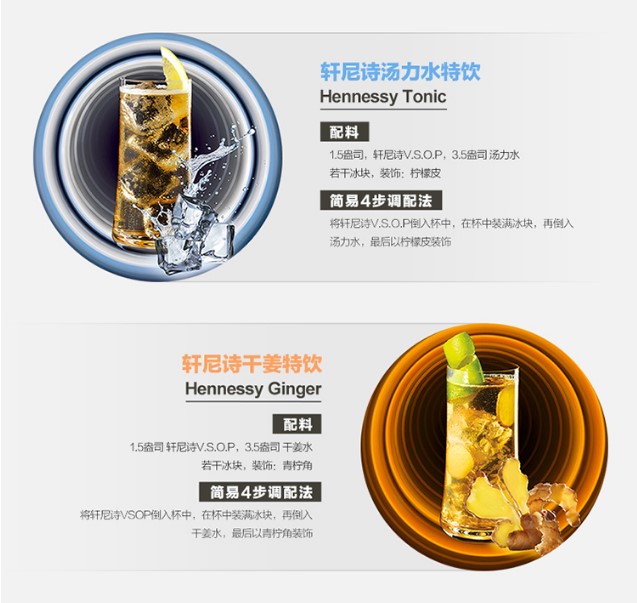 轩尼诗汤力水特饮
Hennessy Tonic
配料
1.5盎司，轩尼诗V.S.O.P，3.5盎司 汤力水
若干冰块，装饰：柠檬皮
简易4步调配法
将轩尼诗V.S.O.P倒入杯中，在杯中装满冰块，再倒入
汤力水，最后以柠檬皮装饰
轩尼诗干姜特饮
Hennessy Ginger
配料
1.5盎司 轩尼诗V.S.O.P，3.5盎司 干姜水
若干冰块，装饰：青柠角
简易4步调配法
将轩尼诗VSOP倒入杯中，在杯中装满冰块，再倒入
干姜水，最后以青柠角装饰